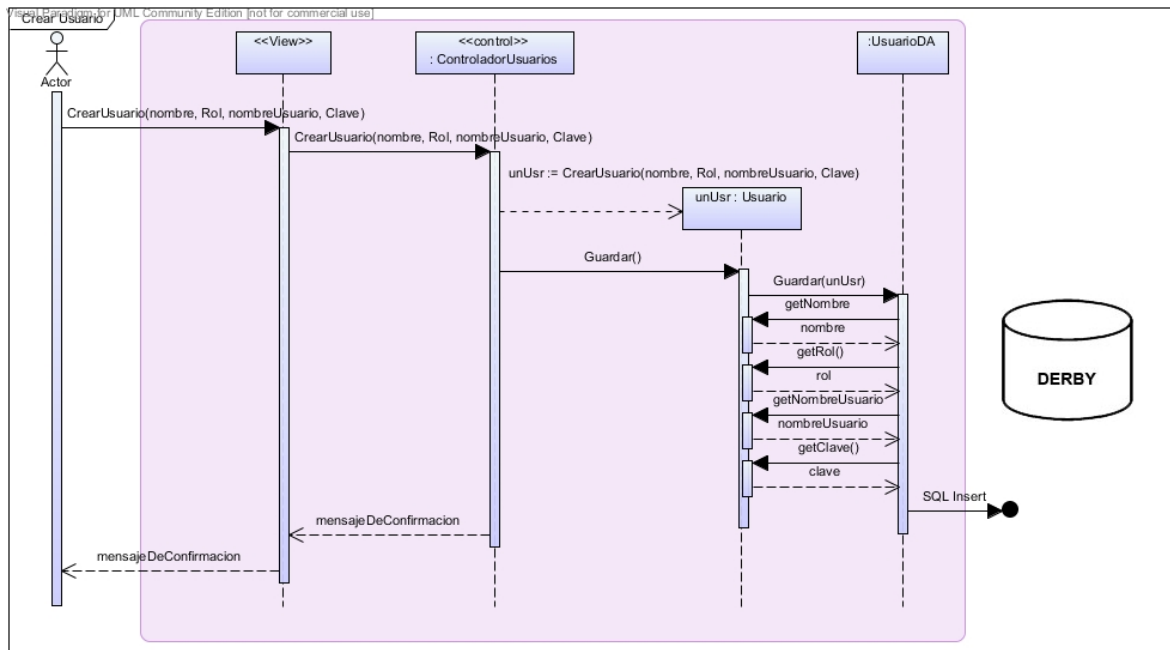 Visual Paradigm for UML Community Edition [not for commercial use]
Crear Usuario
Actor
<<View>>
<<control>>
: ControladorUsuarios
:UsuarioDA
CrearUsuario(nombre, Rol, nombreUsuario, Clave)
CrearUsuario(nombre, Rol, nombreUsuario, Clave)
unUsr := CrearUsuario(nombre, Rol, nombreUsuario, Clave)
unUsr : Usuario
Guardar()
Guardar(unUsr)
getNombre
nombre
getRol()
rol
getNombreUsuario
nombreUsuario
getClave()
clave
DERBY
SQL Insert
mensajeDeConfirmacion
mensajeDeConfirmacion